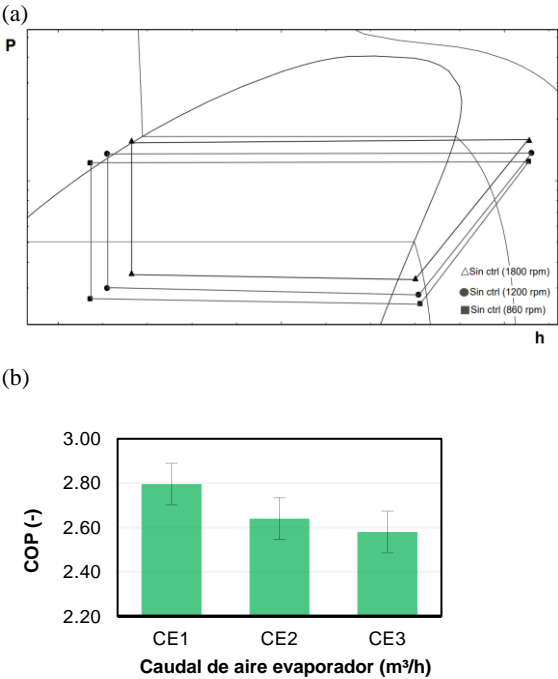 (a)
P
△Sin ctrl (1800 rpm)
●Sin ctrl (1200 rpm)
■Sin ctrl (860 rpm)
h
(b)
3.00
2.80
2.60
2.40
2.20
COP (-)
CE1 CE2 CE3
Caudal de aire evaporador (m³/h)